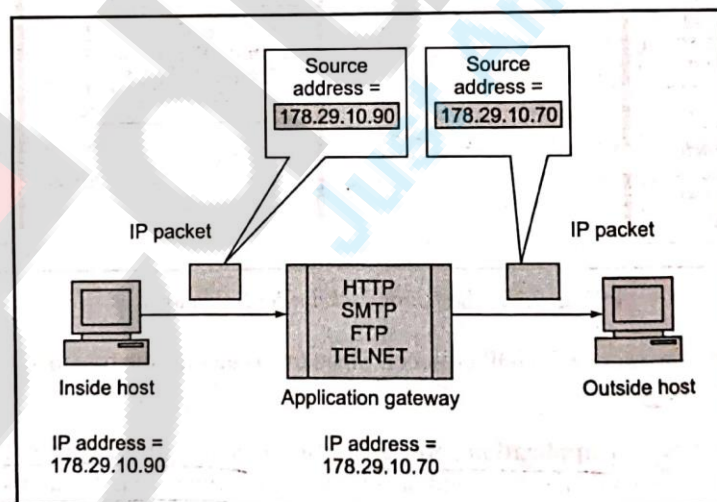 Source
address =
178.29.10.90
Source
address =
178.29.10.70
IP packet
IP packet
HTTP
SMTP
FTP
TELNET
Inside host
Application gateway
Outside host
IP address =
178.29.10.90
IP address =
178.29.10.70
Just An